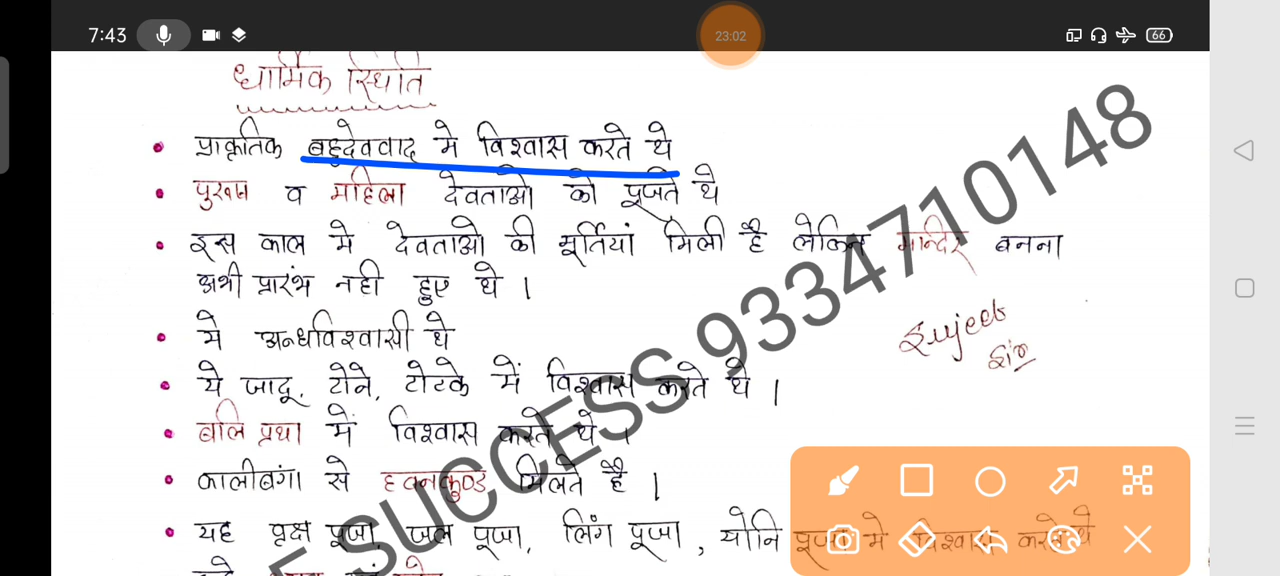 7:43
23:02
66
धार्मिक स्थिति
• प्राकृतिक बहुदेववाद मे विश्वास करते थे
• पुरुष व महिला देवताओ को पूजते थे
• इस काल मे देवताओ की मूर्तियां मिली है लेकिन मान्दिर बनना
अभी प्रारंभ नही हुए थे ।
• ये अन्धविश्वासी थे
• ये जादू, टोने, टोटके में विश्वास करते थे ।
• बलि प्रथा में विश्वास करते थे ।
• कालीबंगा से हवनकुण्ड मिलते है ।
• यह वृक्ष पूजा, जल पूजा, लिंग पूजा, योनि पूजा मे विश्वास करते थे
Sujeet
Sir
SUCCESS 9334710148